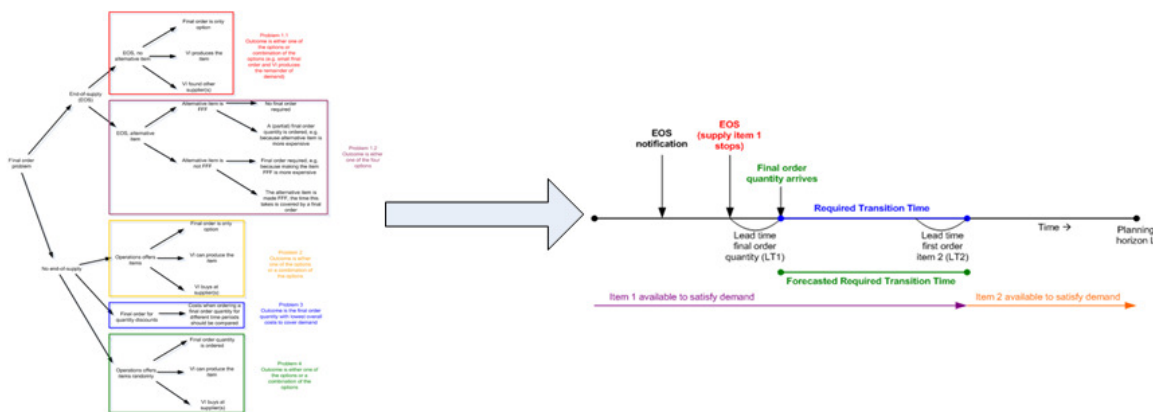 Final order is only
option
EOS, no
alternative item
VI produces the
item
VI found other
supplier(s)
Problem 1.1
Outcome is either one of
the options or
combination of the
options (e.g. small final
order and VI produces
the remainder of
demand)
End-of-supply
(EOS)
Alternative item is
FFF
No final order
required
EOS, alternative
item
A (partial) final order
quantity is ordered, e.g.
because alternative item is
more expensive
Alternative item is
not FFF
Final order required, e.g.
because making the item
FFF is more expensive
The alternative item is
made FFF, the time this
takes is covered by a final
order
Problem 1.2
Outcome is either
one of the four
options
Final order
problem
No end-of-supply
Final order is only
option
Operations offers
items
VI can produce the
item
VI buys at
supplier(s)
Problem 2
Outcome is either
one of the options
or a combination of
the options
Final order for
quantity discounts
Costs when ordering a
final order quantity for
different time periods
should be compared
Problem 3
Outcome is the final order
quantity with lowest overall
costs to cover demand
Final order quantity
is ordered
Operations offers
items randomly
VI can produce the
item
VI buys at
supplier(s)
Problem 4
Outcome is either one of
the options or a
combination of the
options
EOS
notification
EOS
(supply item 1
stops)
Final order
quantity arrives
Required Transition Time
Lead time
final order
quantity (LT1)
Lead time
first order
item 2 (LT2)
Time →
Planning
horizon L
Forecasted Required Transition Time
Item 1 available to satisfy demand
Item 2 available to satisfy demand